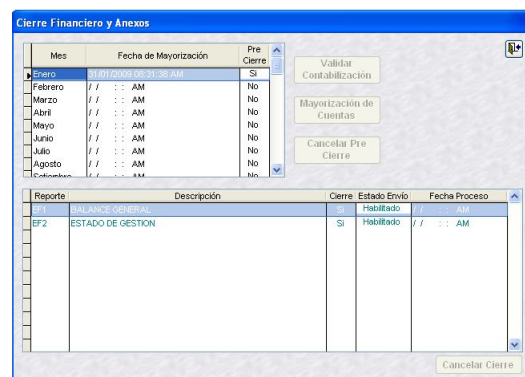 Cierre Financiero y Anexos
Mes Fecha de Mayorización Pre Cierre
Enero 31/01/2009 08:31:38 AM Si
Febrero / / : : AM No
Marzo / / : : AM No
Abril / / : : AM No
Mayo / / : : AM No
Junio / / : : AM No
Julio / / : : AM No
Agosto / / : : AM No
Setiembre / / : : AM No
Validar Contabilización
Mayorización de Cuentas
Cancelar Pre Cierre
Reporte Descripción Cierre Estado Envío Fecha Proceso
EF1 BALANCE GENERAL Si Habilitado / / : : AM
EF2 ESTADO DE GESTION Si Habilitado / / : : AM
Cancelar Cierre